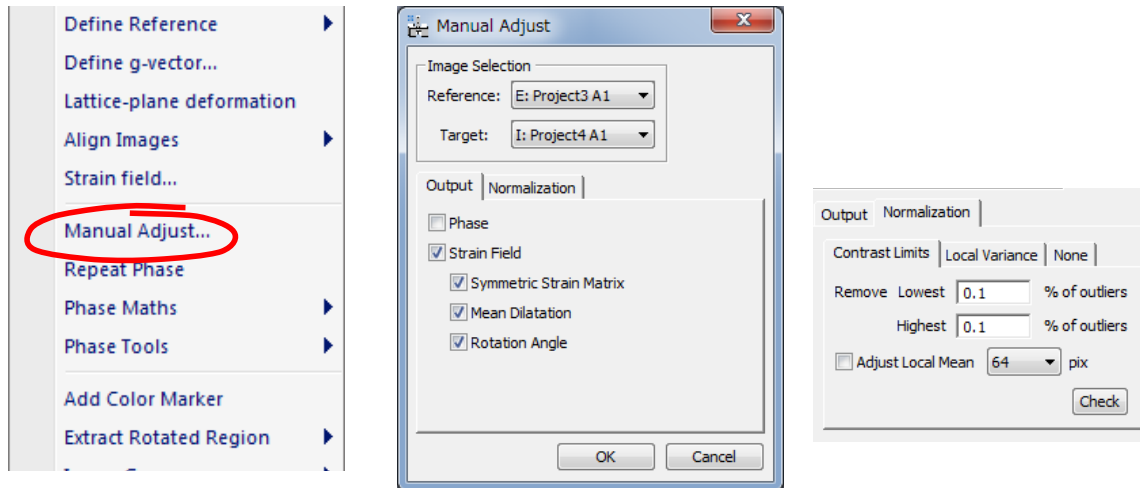 Define Reference
Define g-vector...
Lattice-plane deformation
Align Images
Strain field...
Manual Adjust...
Repeat Phase
Phase Maths
Phase Tools
Add Color Marker
Extract Rotated Region
Manual Adjust
Image Selection
Reference: E: Project3 A1
Target: I: Project4 A1
Output Normalization
Phase
Strain Field
Symmetric Strain Matrix
Mean Dilatation
Rotation Angle
OK Cancel
Output Normalization
Contrast Limits Local Variance None
Remove Lowest 0.1 % of outliers
Highest 0.1 % of outliers
Adjust Local Mean 64 pix
Check